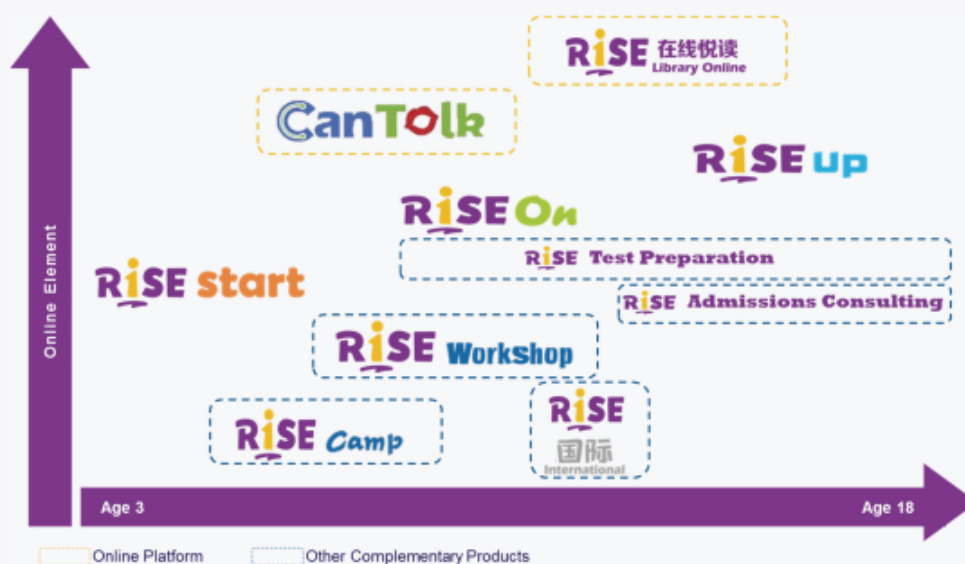 RiSE 在线悦读
Library Online
CanTolk
RiSE up
RiSE On
RiSE Test Preparation
RiSE start
RiSE Admissions Consulting
RiSE Workshop
RiSE
国际
International
RiSE Camp
Online Element
Age 3
Age 18
Online Platform
Other Complementary Products